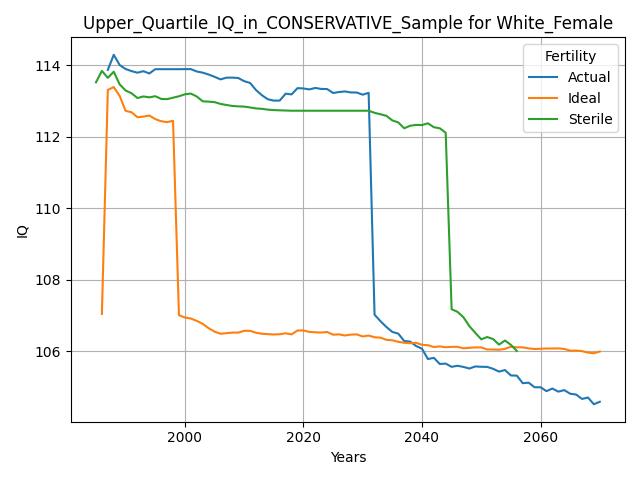 Upper_Quartile_IQ_in_CONSERVATIVE_Sample for White_Female
Fertility
Actual
Ideal
Sterile
IQ
114
112
110
108
106
2000
2020
2040
2060
Years